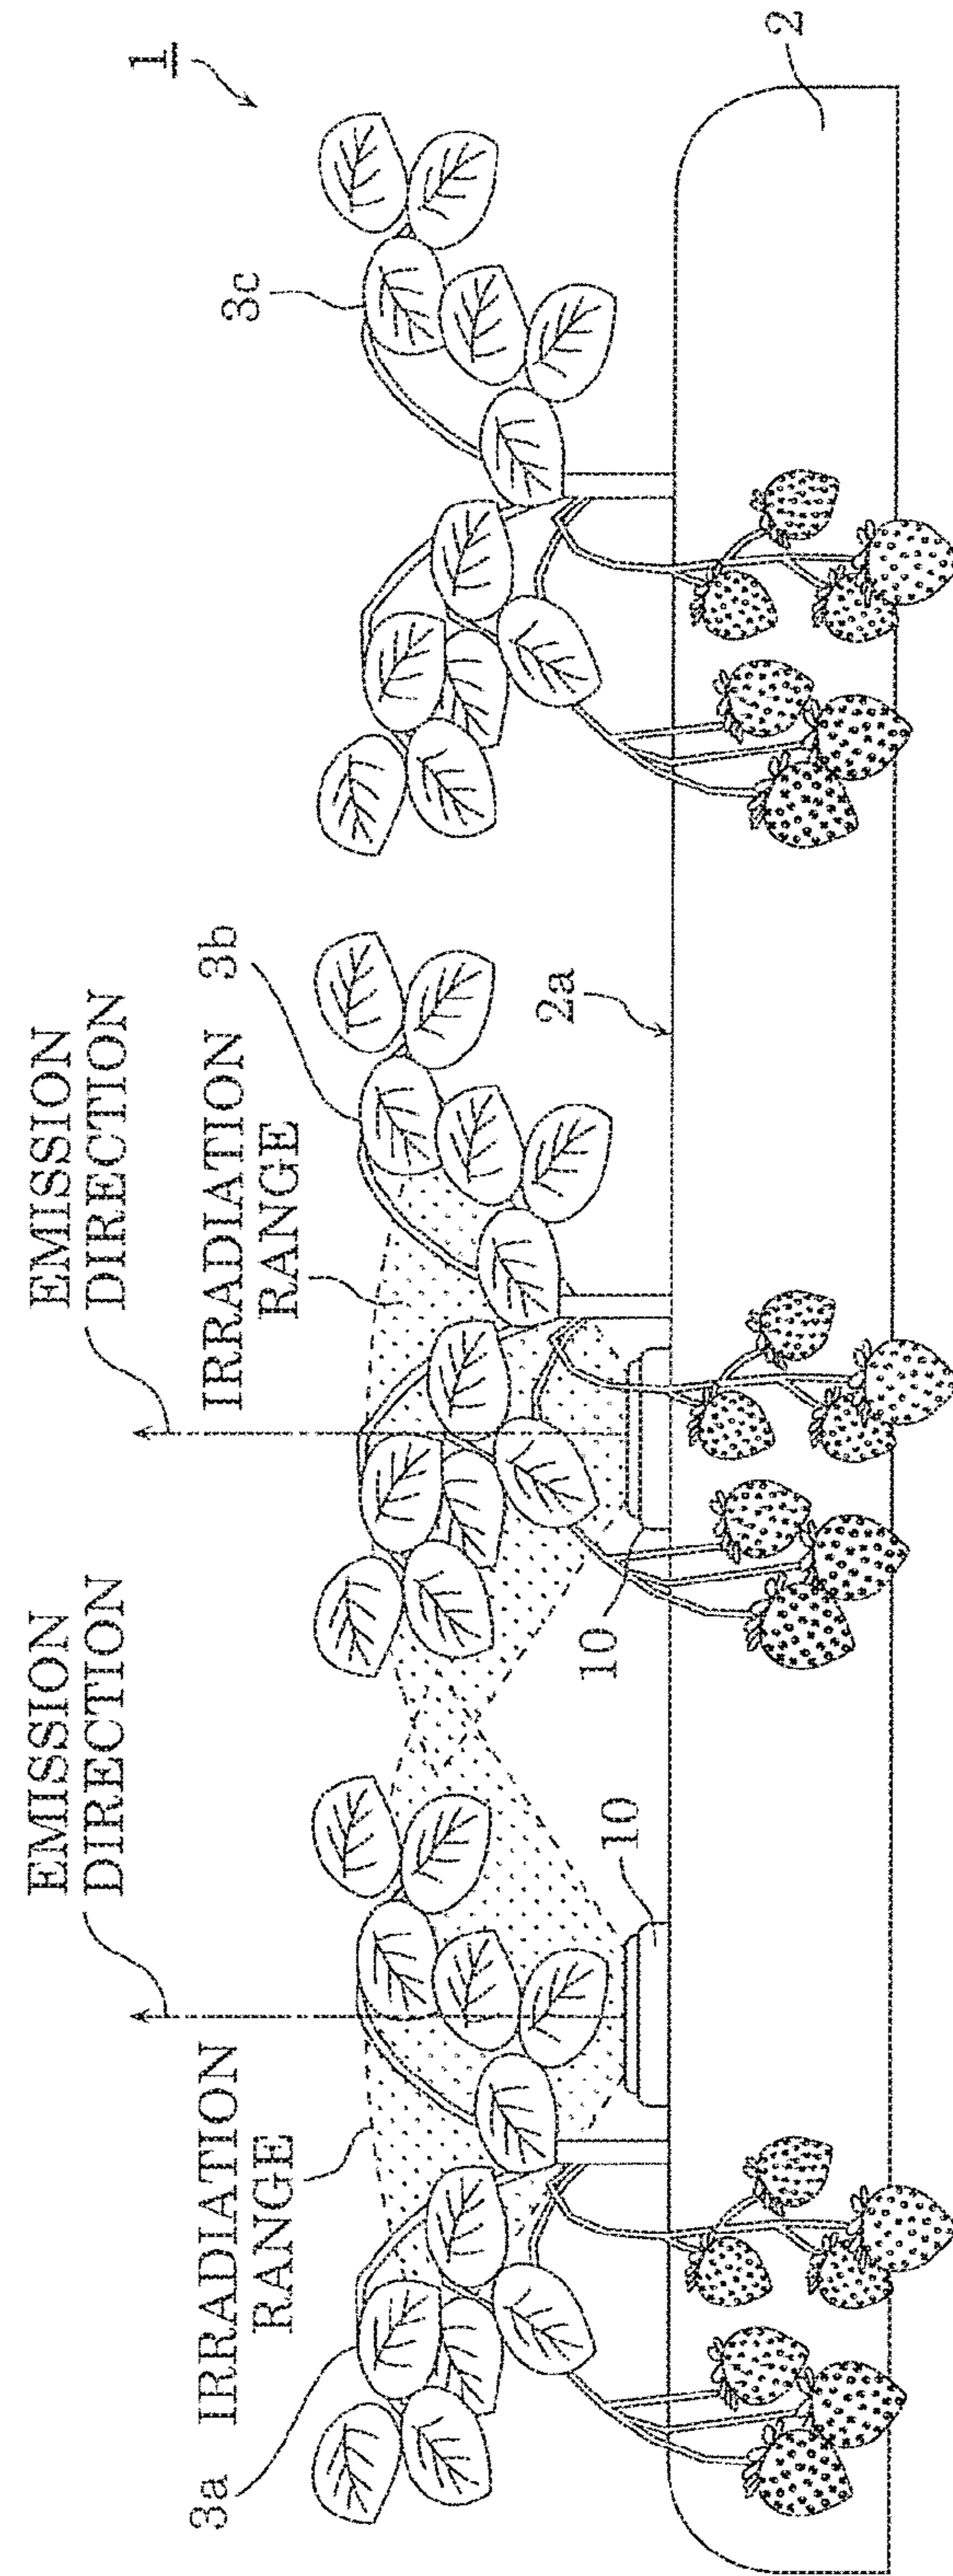 EMISSION
DIRECTION
EMISSION
DIRECTION
1
3a
IRRADIATION
RANGE
IRRADIATION
RANGE
3b
3c
10
10
2a
2